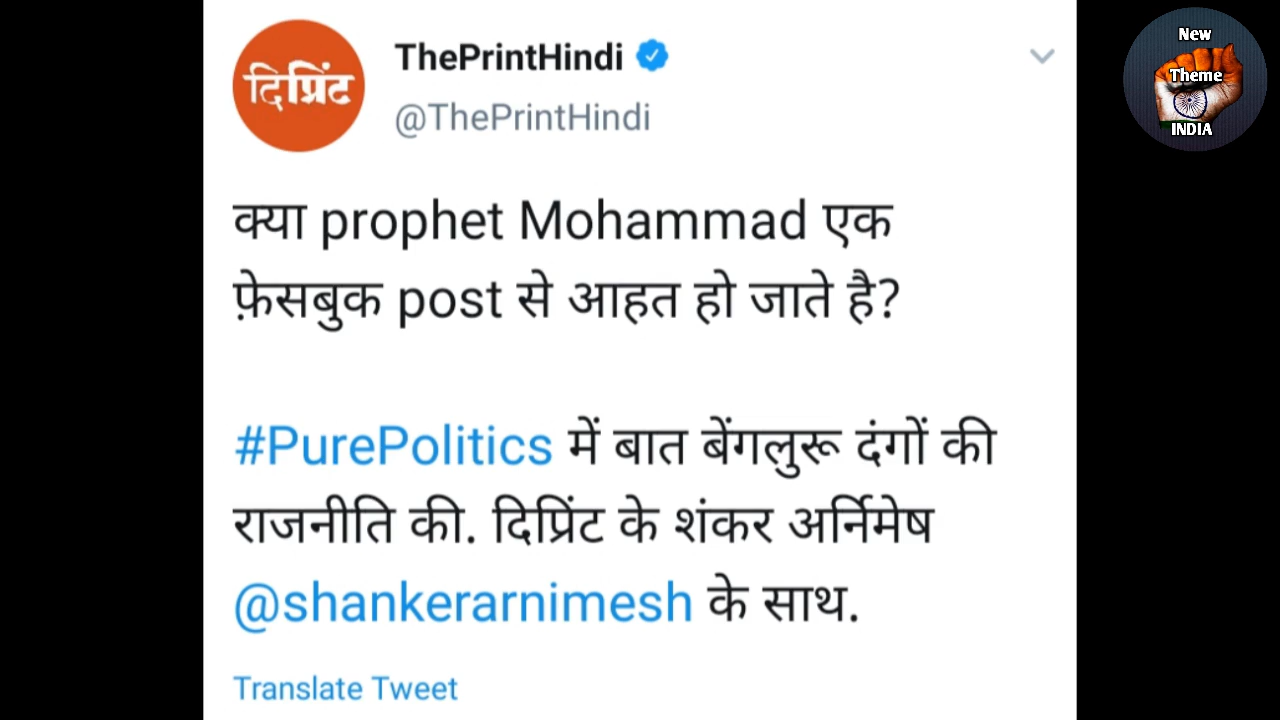 दिप्रिंट
ThePrintHindi
@ThePrintHindi
New
Theme
INDIA
क्या prophet Mohammad एक
फ़ेसबुक post से आहत हो जाते है?
#PurePolitics में बात बेंगलुरू दंगों की
राजनीति की. दिप्रिंट के शंकर अर्निमेष
@shankerarnimesh के साथ.
Translate Tweet